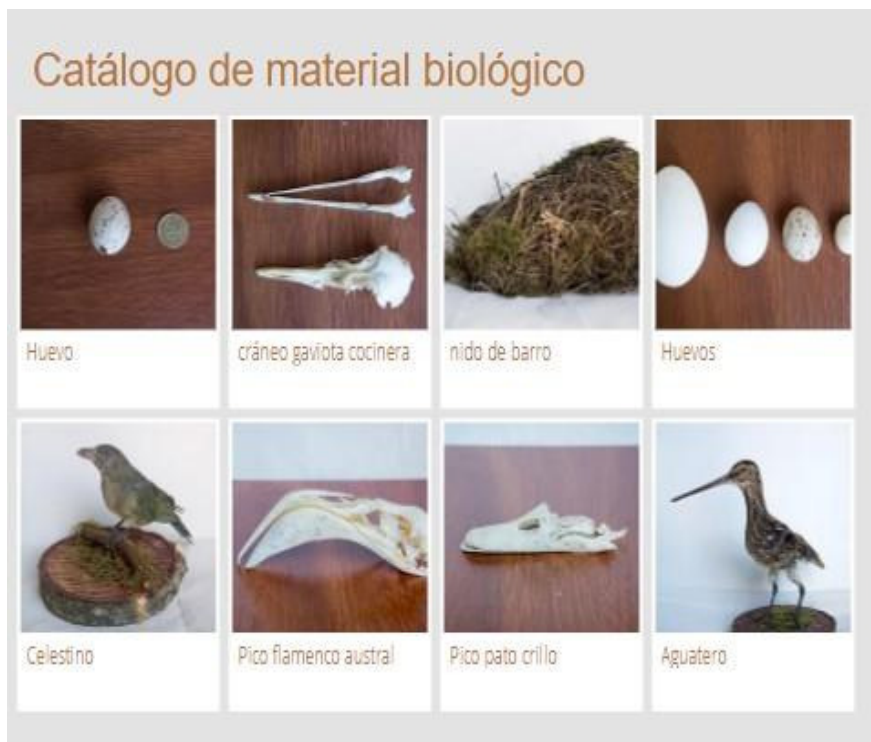 Catálogo de material biológico
Huevo
cráneo gaviota cocinera
nido de barro
Huevos
Celestino
Pico flamenco austral
Pico pato crillo
Aguatero